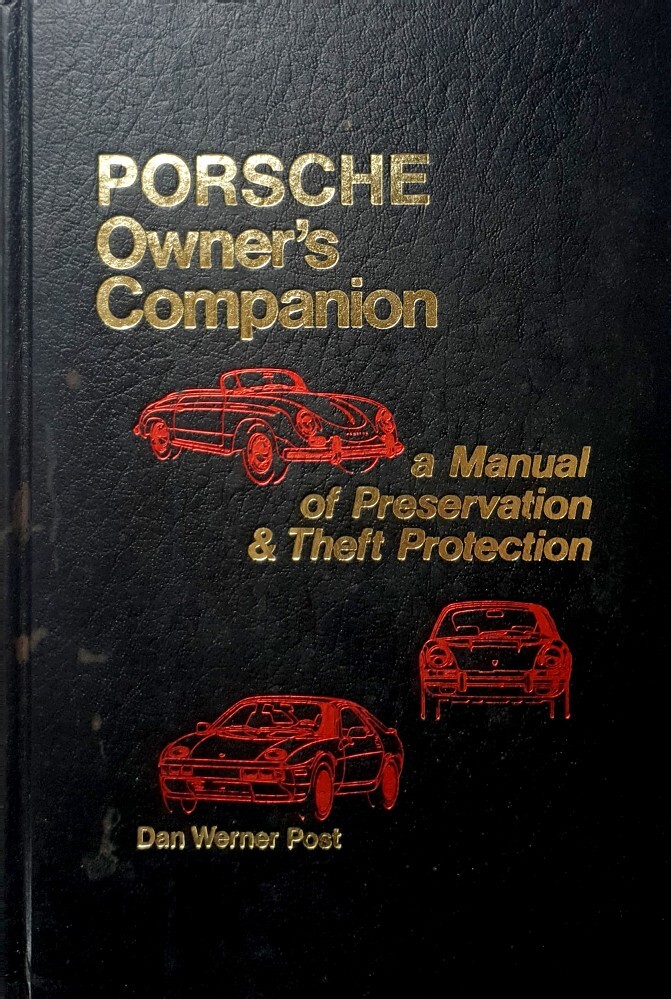 PORSCHE
Owner's
Companion
a Manual
of Preservation
& Theft Protection
Dan Werner Post